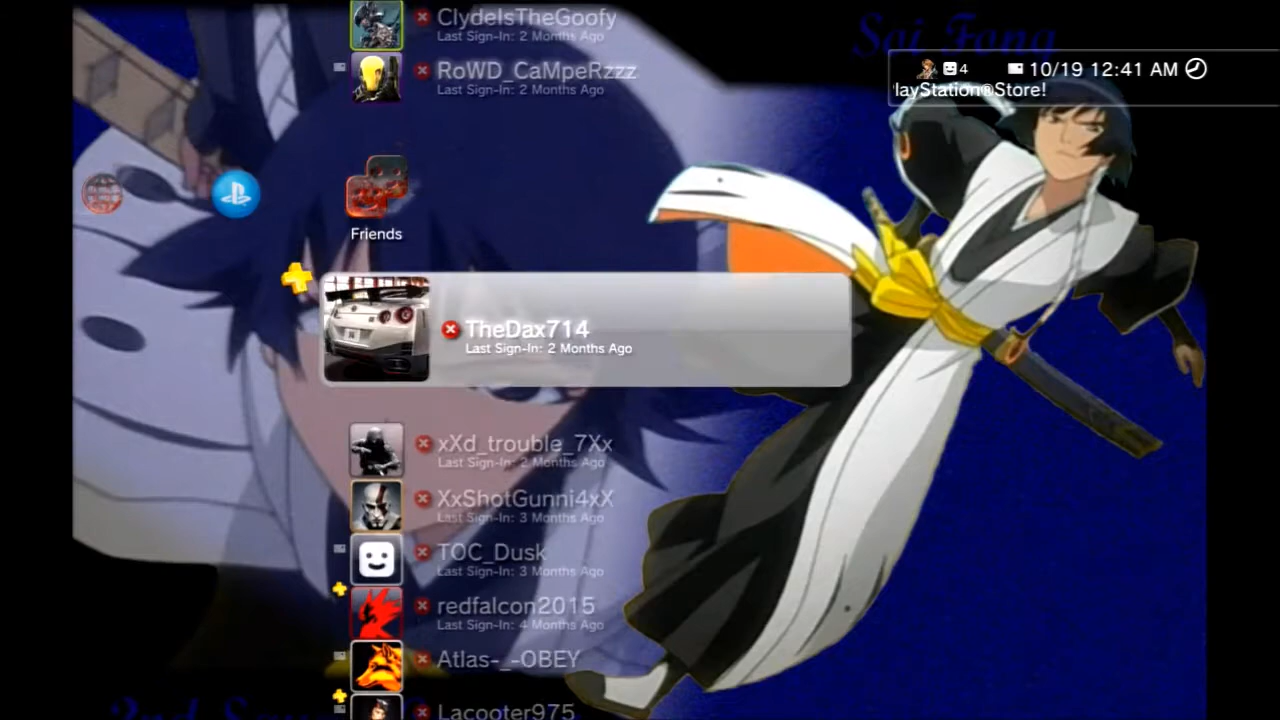 ClydeIsTheGoofy
Last Sign-In: 2 Months Ago
Soi Fong
RoWD_CaMpeRzzz
Last Sign-In: 2 Months Ago
4 10/19 12:41 AM
layStation®Store!
Friends
TheDax714
Last Sign-In: 2 Months Ago
xXd_trouble_7Xx
Last Sign-In: 2 Months Ago
XxShotGunni4xX
Last Sign-In: 3 Months Ago
TOC_Dusk
Last Sign-In: 3 Months Ago
redfalcon2015
Last Sign-In: 4 Months Ago
Atlas-_-OBEY
Lacooter975
2nd